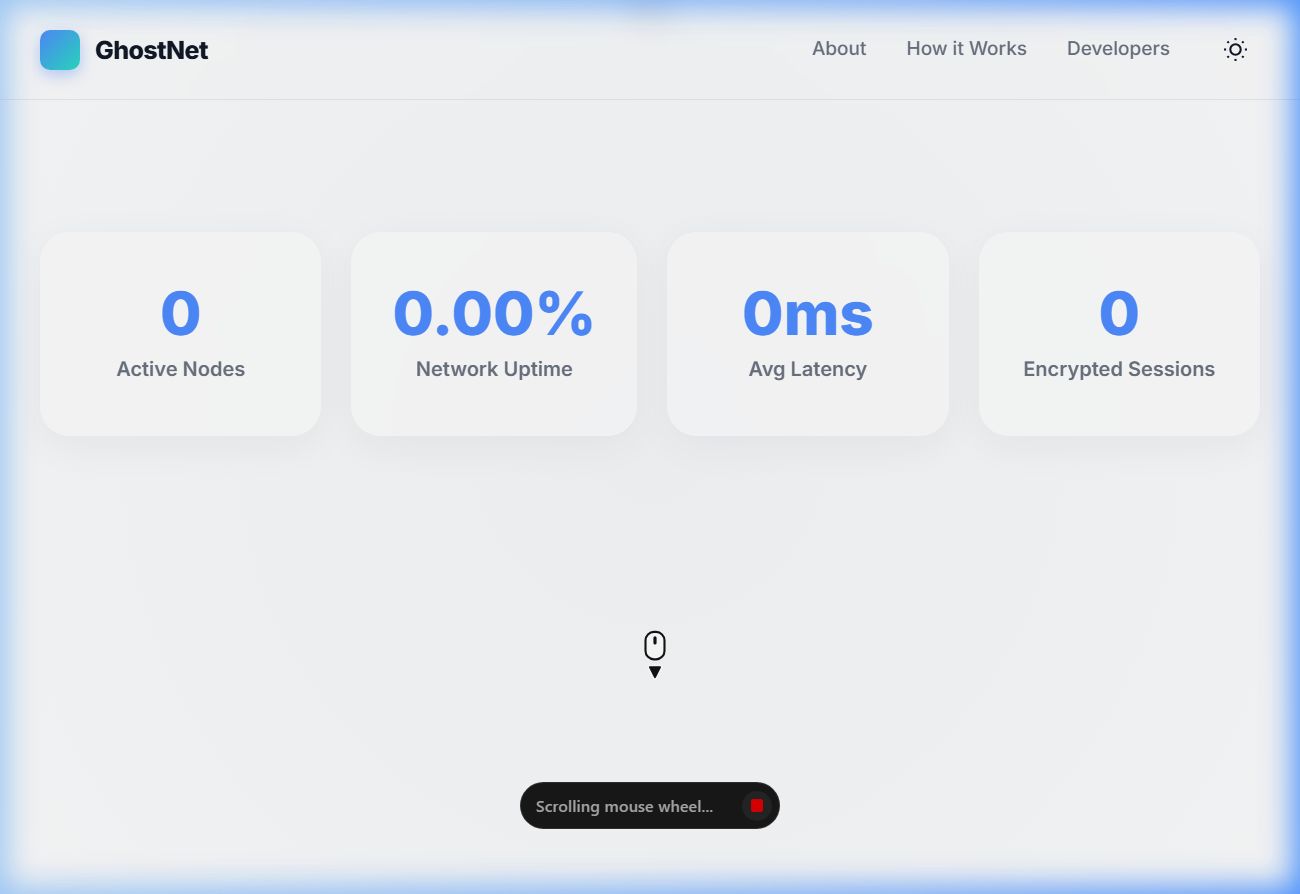 GhostNet
About
How it Works
Developers
0
Active Nodes
0.00%
Network Uptime
0ms
Avg Latency
0
Encrypted Sessions
Scrolling mouse wheel...